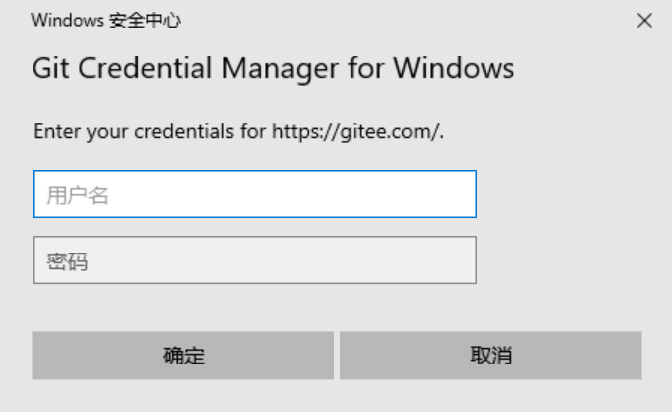 Windows 安全中心
Git Credential Manager for Windows
Enter your credentials for https://gitee.com/.
用户名
密码
确定
取消